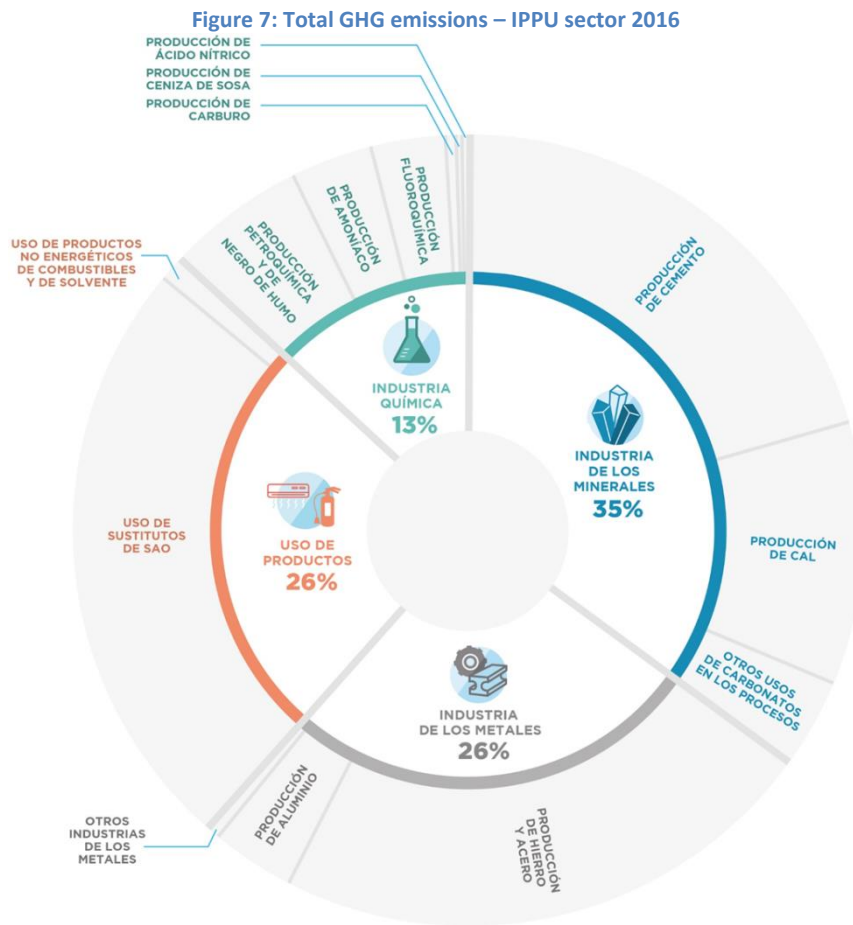 Figure 7: Total GHG emissions – IPPU sector 2016
PRODUCCIÓN DE
ÁCIDO NÍTRICO
PRODUCCIÓN DE
CENIZA DE SOSA
PRODUCCIÓN DE
CARBURO
PRODUCCIÓN
FLUOROQUÍMICA
PRODUCCIÓN
DE AMONÍACO
PRODUCCIÓN
PETROQUÍMICA
Y DE
NEGRO DE HUMO
USO DE PRODUCTOS
NO ENERGÉTICOS
DE COMBUSTIBLES
Y DE SOLVENTE
PRODUCCIÓN
DE CEMENTO
INDUSTRIA
QUÍMICA
13%
INDUSTRIA
DE LOS
MINERALES
35%
USO DE
SUSTITUTOS
DE SAO
USO DE
PRODUCTOS
26%
PRODUCCIÓN
DE CAL
OTROS USOS
DE CARBONATOS
EN LOS PROCESOS
INDUSTRIA
DE LOS METALES
26%
PRODUCCIÓN
DE ALUMINIO
OTROS
INDUSTRIAS
DE LOS
METALES
PRODUCCIÓN
DE HIERRO
Y ACERO